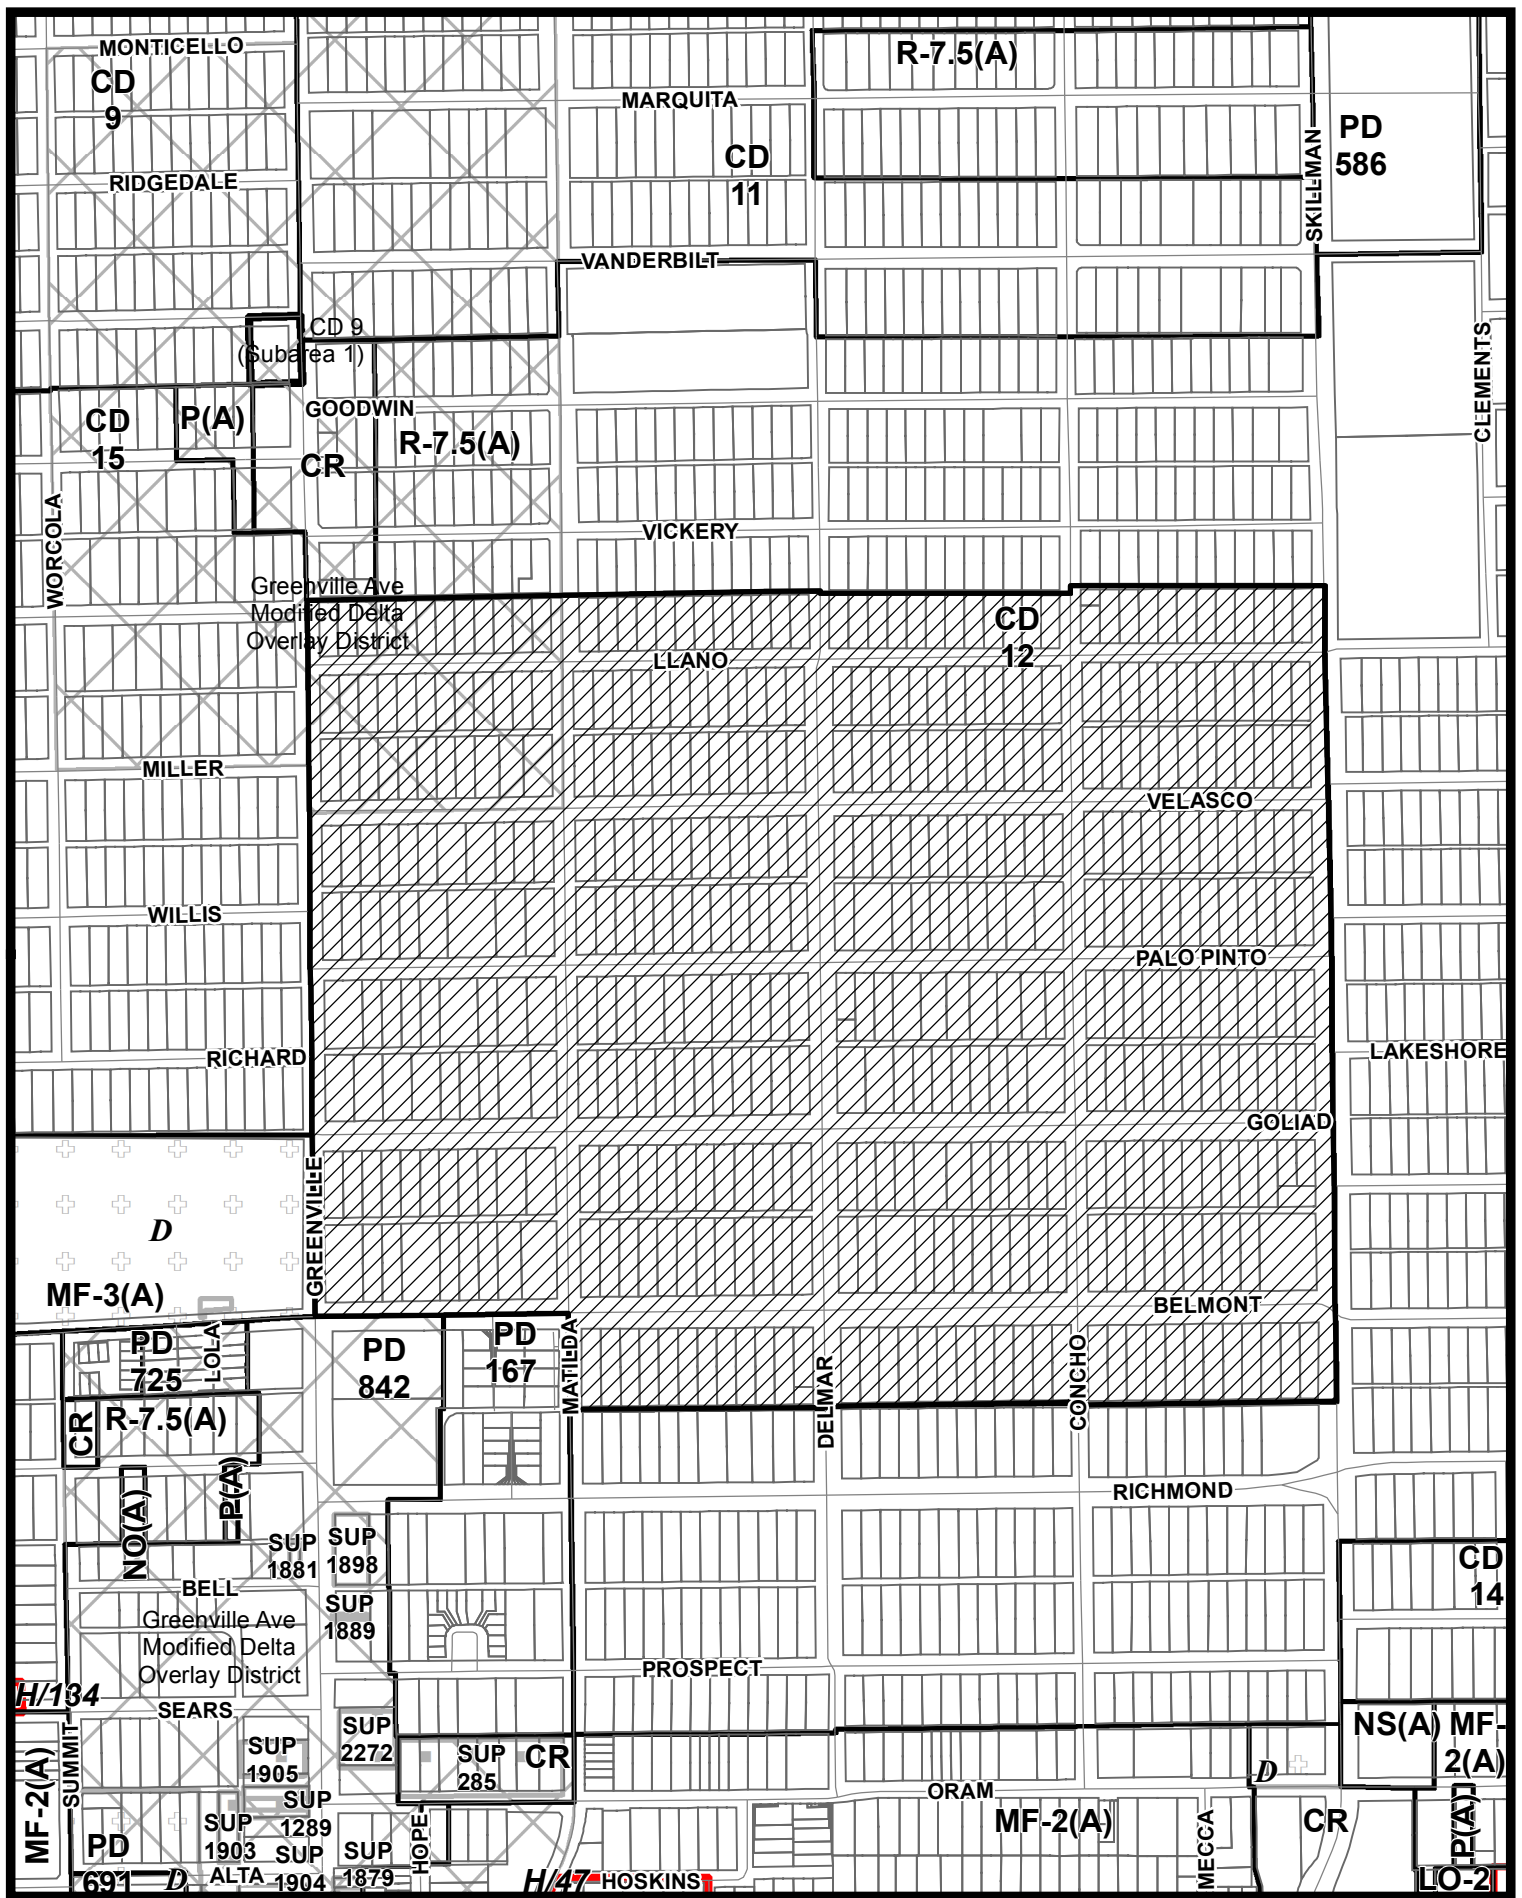 MONTICELLO
CD
9
R-7.5(A)
MARQUITA
PD
586
CD
11
SKILLMAN
RIDGEDALE
VANDERBILT
CD 9
(Subarea 1)
CLEMENTS
GOODWIN
P(A)
CD
15
R-7.5(A)
CR
WORCOLA
VICKERY
Greenville Ave
Modified Delta
Overlay District
CD
12
LLANO
MILLER
VELASCO
WILLIS
PALO PINTO
RICHARD
LAKESHORE
GOLIAD
GREENVILLE
D
MF-3(A)
BELMONT
PD
725
LOLA
PD
842
PD
167
MATILDA
DELMAR
CONCHO
CR
R-7.5(A)
NO(A)
P(A)
RICHMOND
SUP
1881
SUP
1898
CD
14
BELL
SUP
1889
Greenville Ave
Modified Delta
Overlay District
PROSPECT
H/134
SEARS
SUMMIT
MF-2(A)
SUP
2272
SUP
1905
SUP
285
CR
NS(A)
MF-
2(A)
D
ORAM
SUP
1289
SUP
1903
HOPE
MF-2(A)
MECCA
CR
P(A)
PD
691
D
ALTA
SUP
1904
SUP
1879
H/47
HOSKINS
LO-2